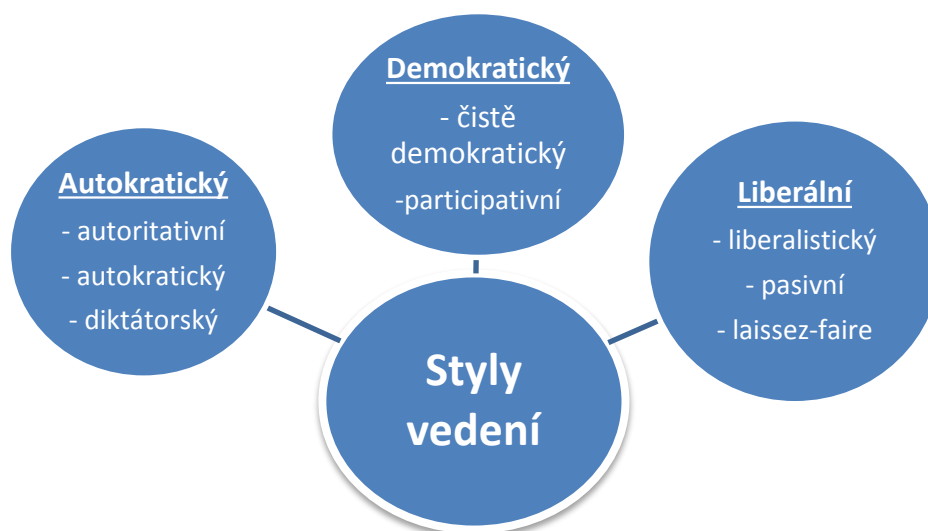 Autokratický
- autoritativní
- autokratický
- diktátorský
Demokratický
- čistě
demokratický
-participativní
Liberální
- liberalistický
- pasivní
- laissez-faire
Styly
vedení